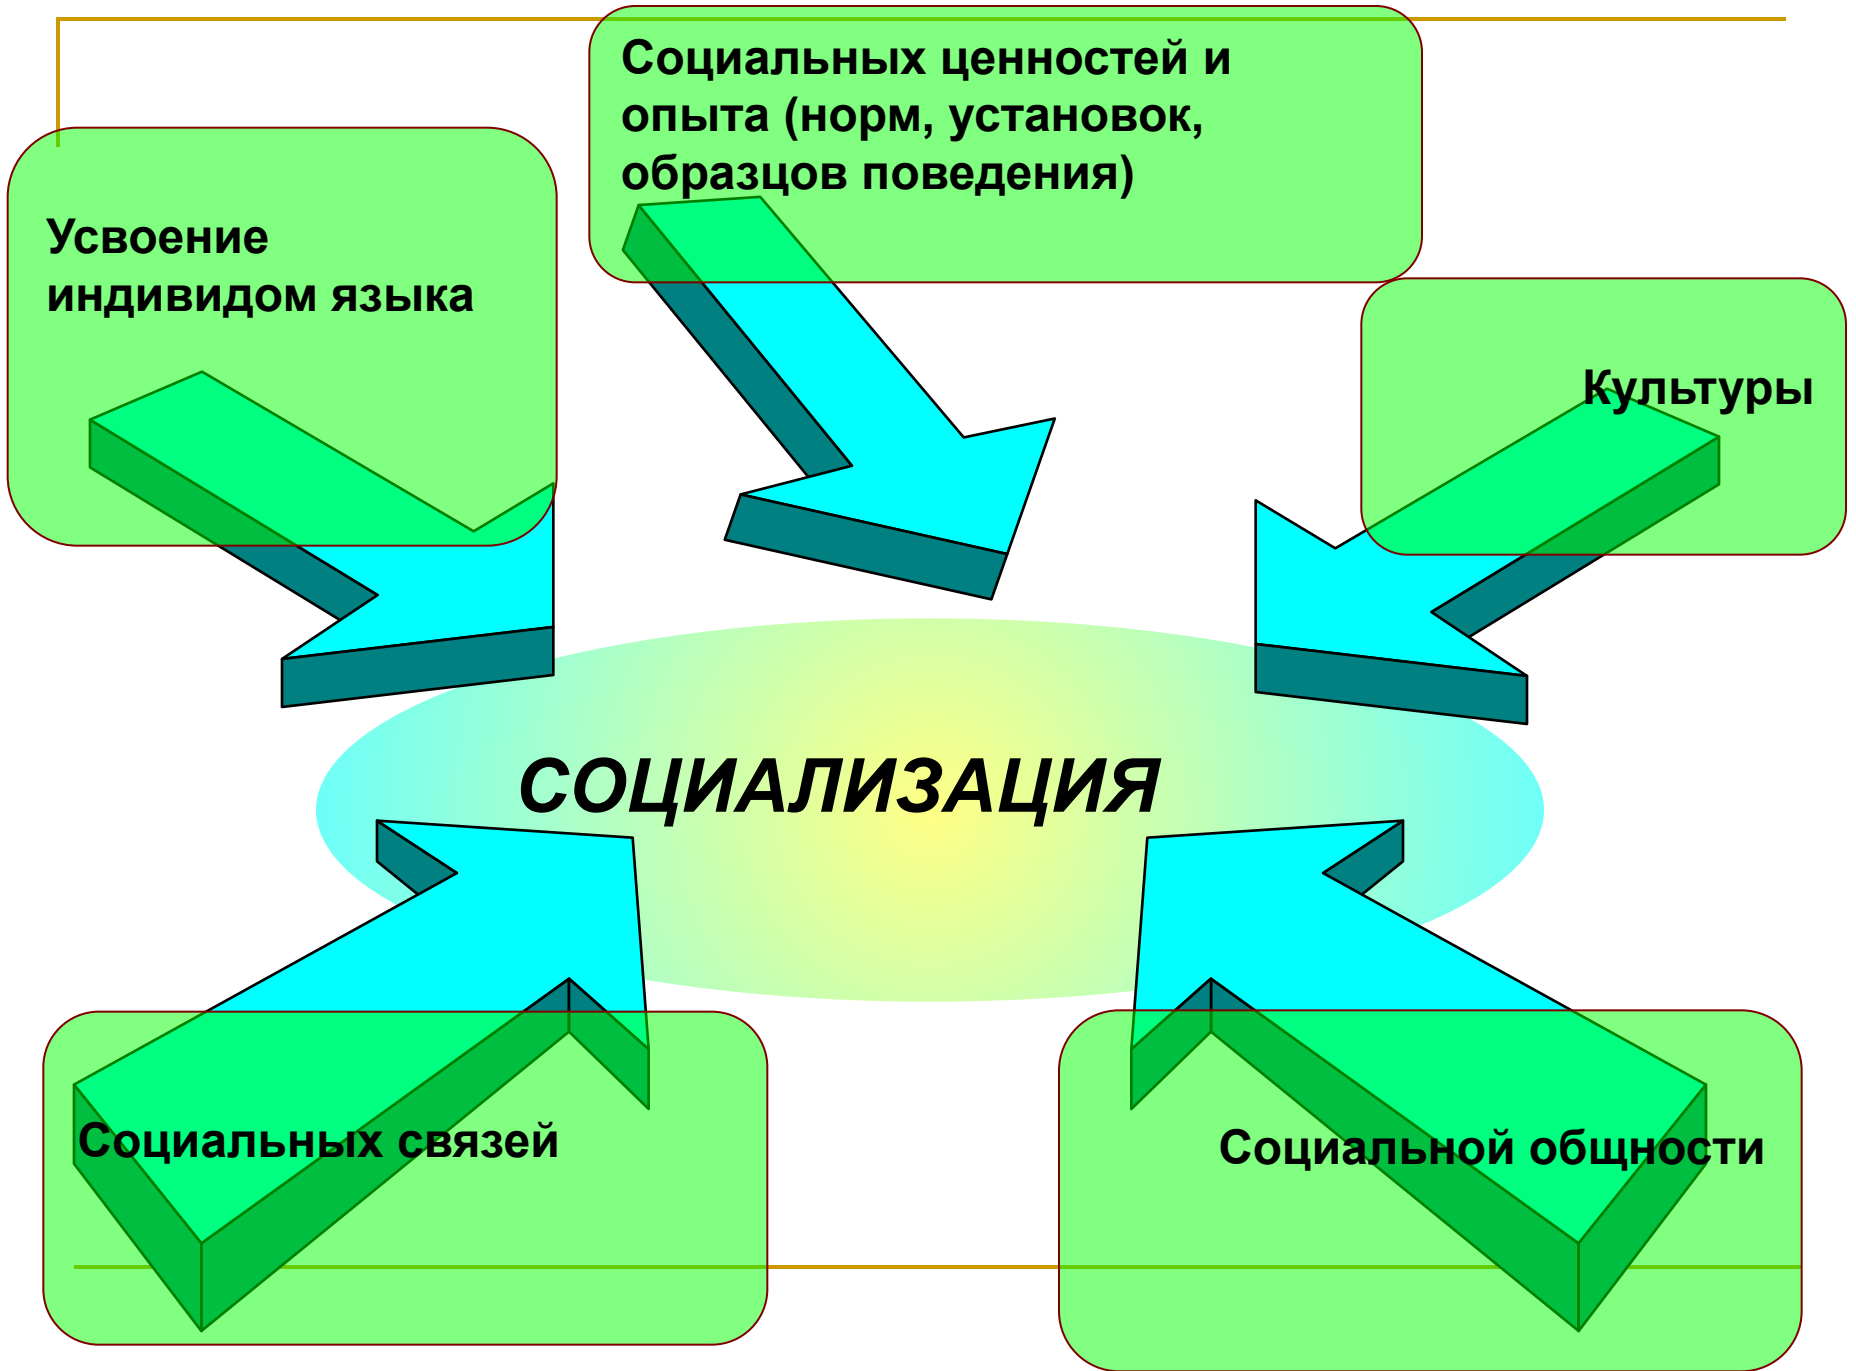 Социальных ценностей и
опыта (норм, установок,
образцов поведения)
Усвоение
индивидом языка
Культуры
СОЦИАЛИЗАЦИЯ
Социальных связей
Социальной общности